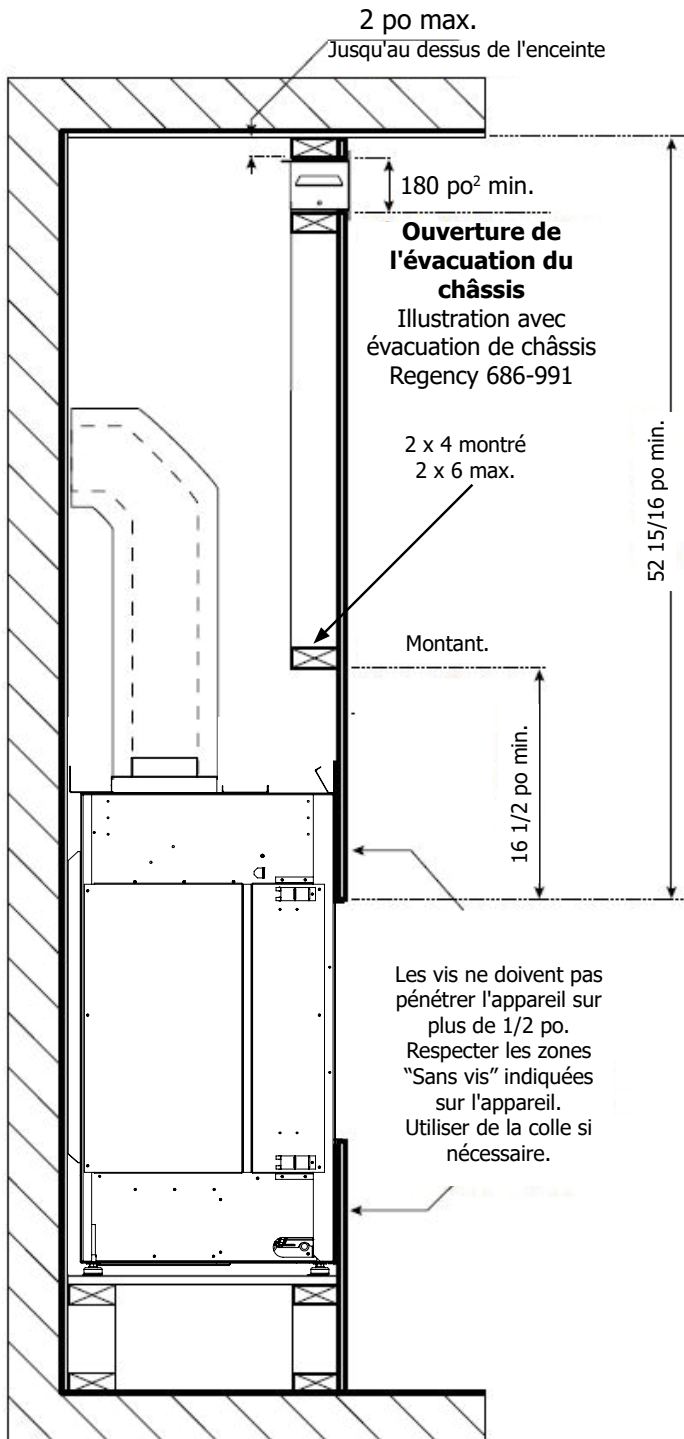 2 po max.
Jusqu'au dessus de l'enceinte
180 po² min.
Ouverture de
l'évacuation du
châssis
Illustration avec
évacuation de châssis
Regency 686-991
2 x 4 montré
2 x 6 max.
52 15/16 po min.
Montant.
16 1/2 po min.
Les vis ne doivent pas
pénétrer l'appareil sur
plus de 1/2 po.
Respecter les zones
“Sans vis” indiquées
sur l'appareil.
Utiliser de la colle si
nécessaire.